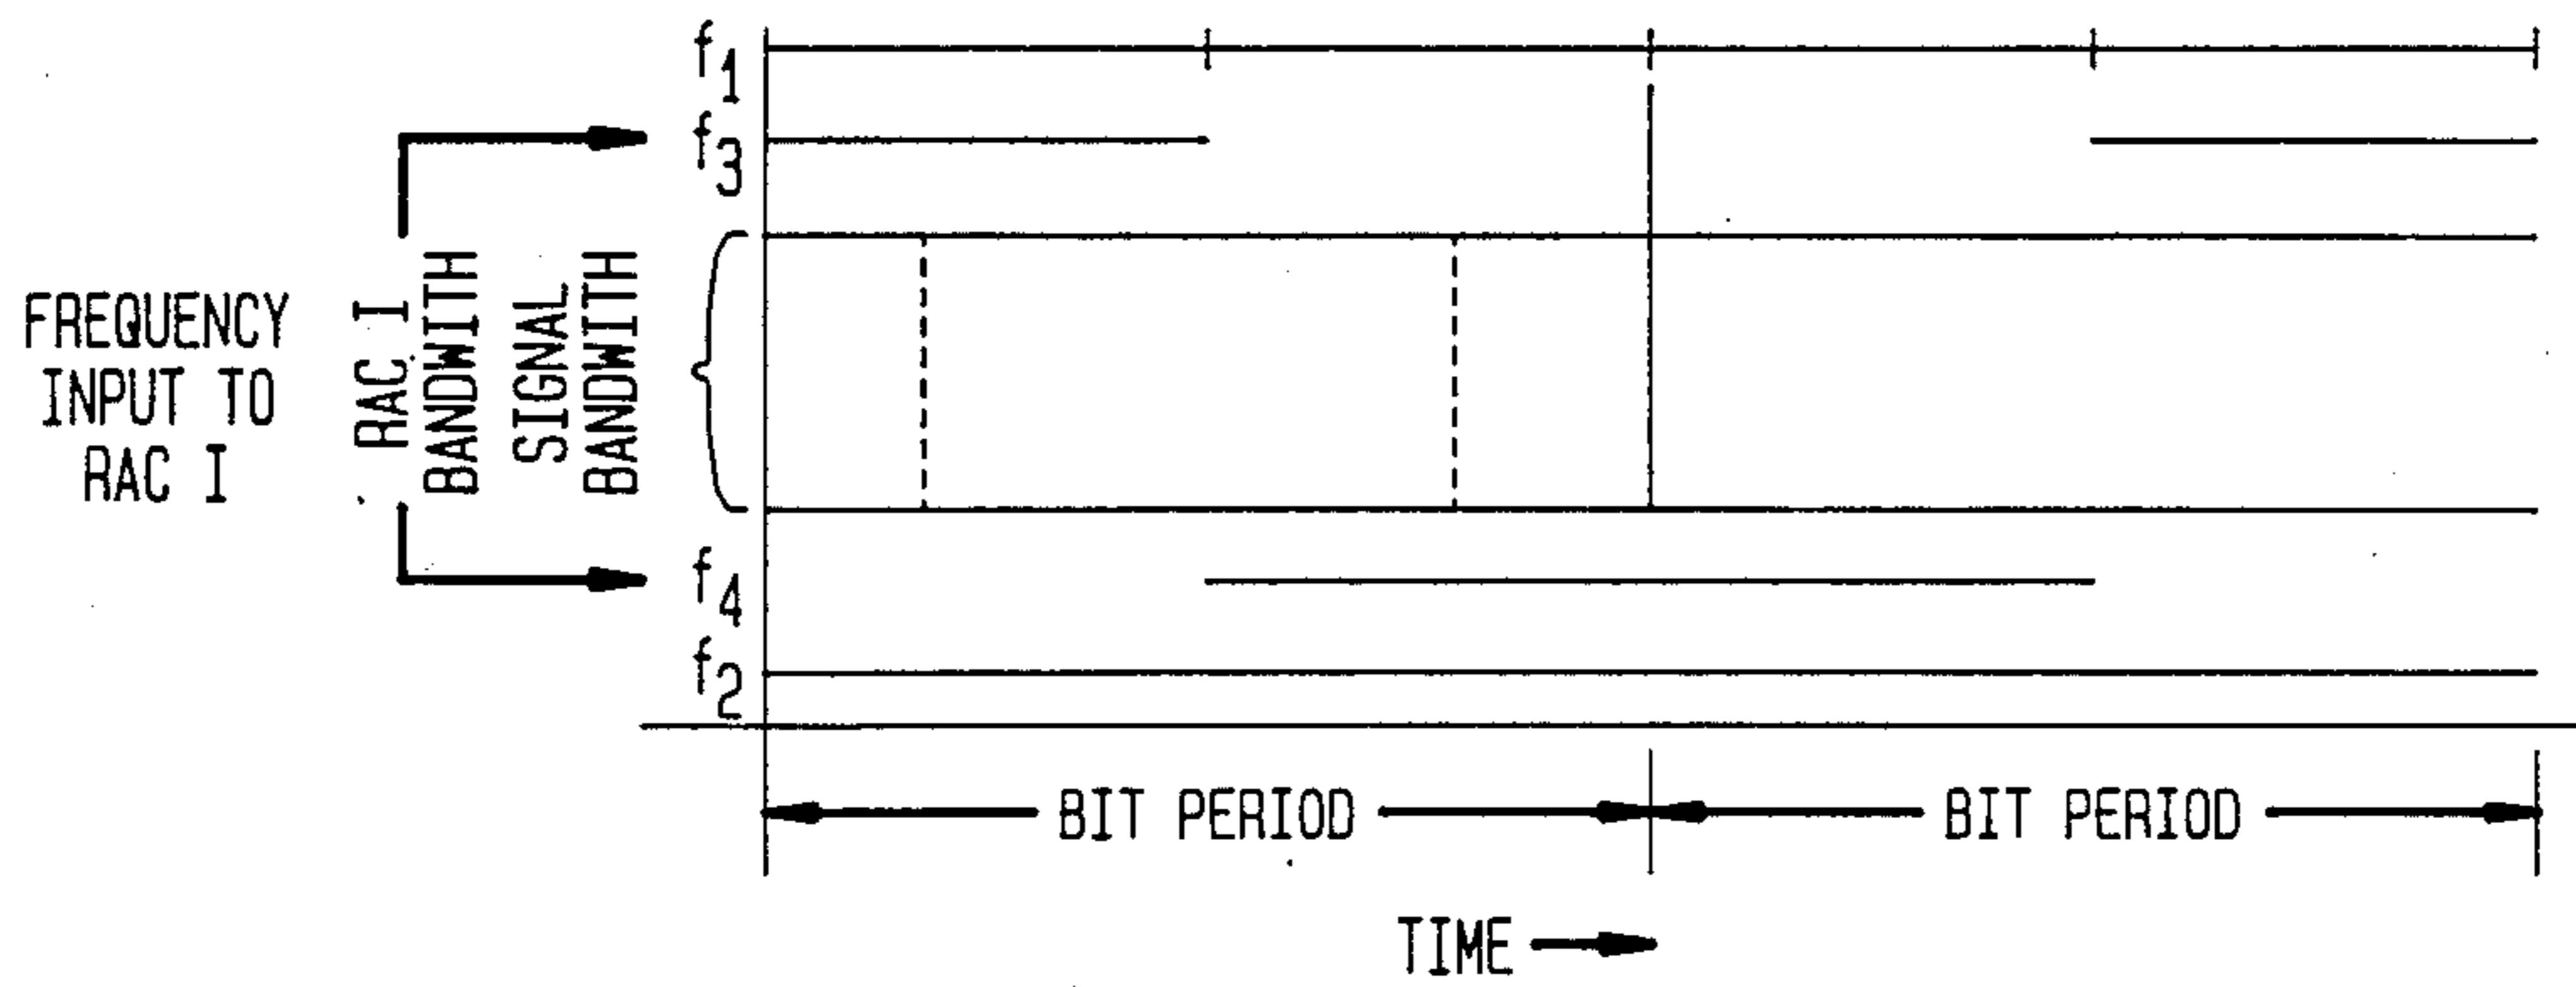 f1
f3
FREQUENCY
INPUT TO
RAC I
RAC I
BANDWITH
SIGNAL
BANDWITH
f4
f2
BIT PERIOD
BIT PERIOD
TIME